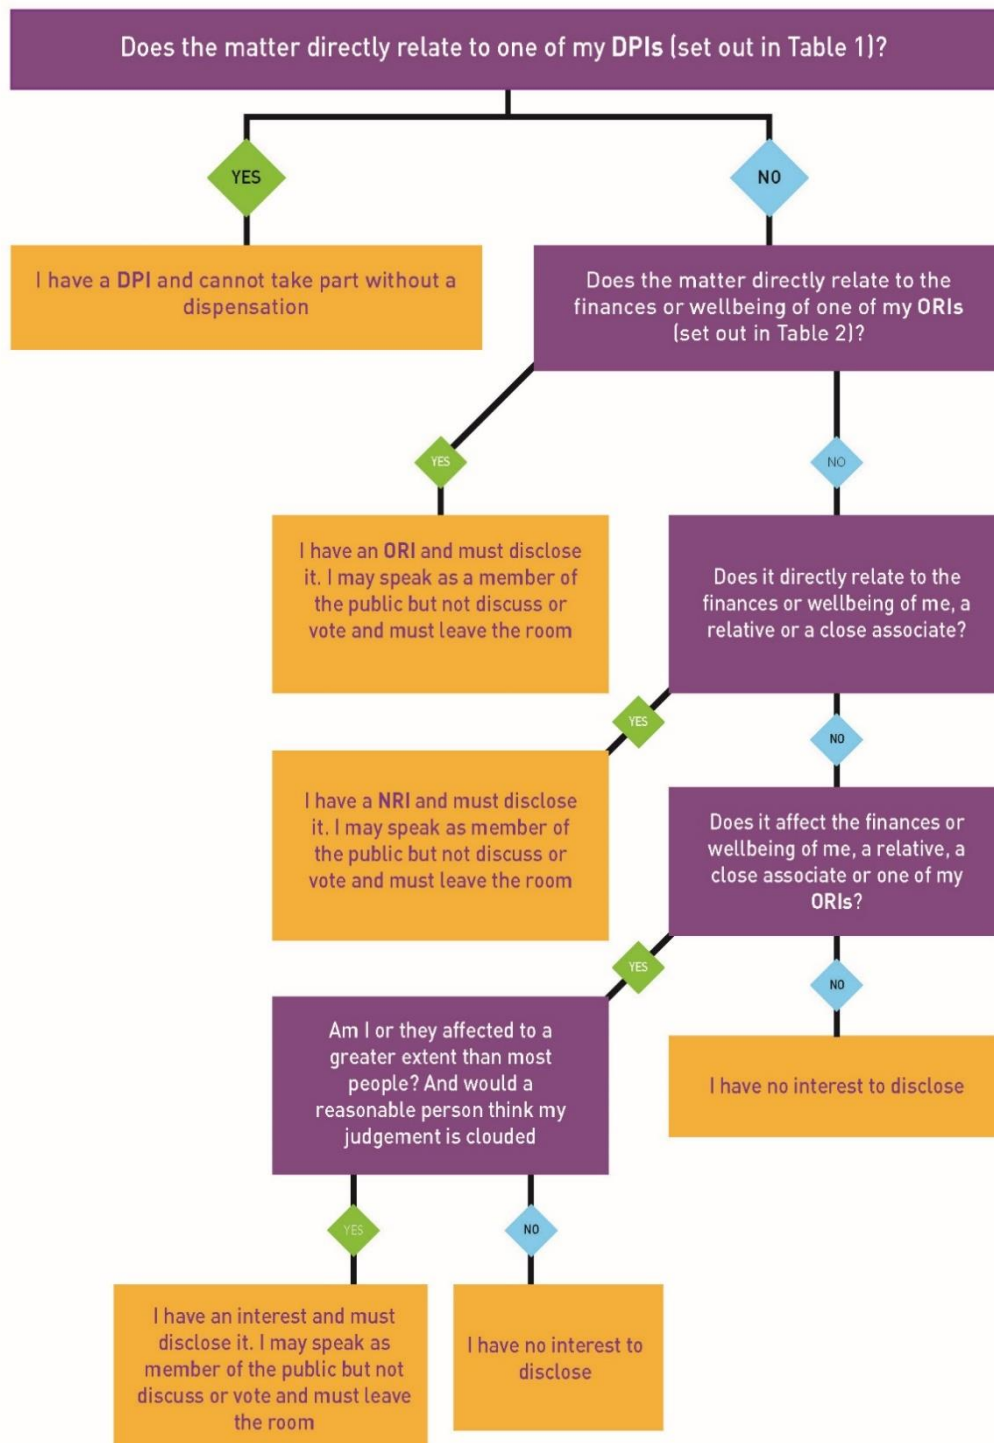 Does the matter directly relate to one of my DPIs (set out in Table 1)?
YES
NO
I have a DPI and cannot take part without a
dispensation
Does the matter directly relate to the
finances or wellbeing of one of my ORIs
(set out in Table 2)?
YES
NO
I have an ORI and must disclose
it. I may speak as a member of
the public but not discuss or
vote and must leave the room
Does it directly relate to the
finances or wellbeing of me, a
relative or a close associate?
YES
NO
I have a NRI and must disclose
it. I may speak as member of
the public but not discuss or
vote and must leave the room
Does it affect the finances or
wellbeing of me, a relative, a
close associate or one of my
ORIs?
YES
NO
Am I or they affected to a
greater extent than most
people? And would a
reasonable person think my
judgement is clouded
I have no interest to disclose
YES
NO
I have an interest and must
disclose it. I may speak as
member of the public but not
discuss or vote and must leave
the room
I have no interest to
disclose